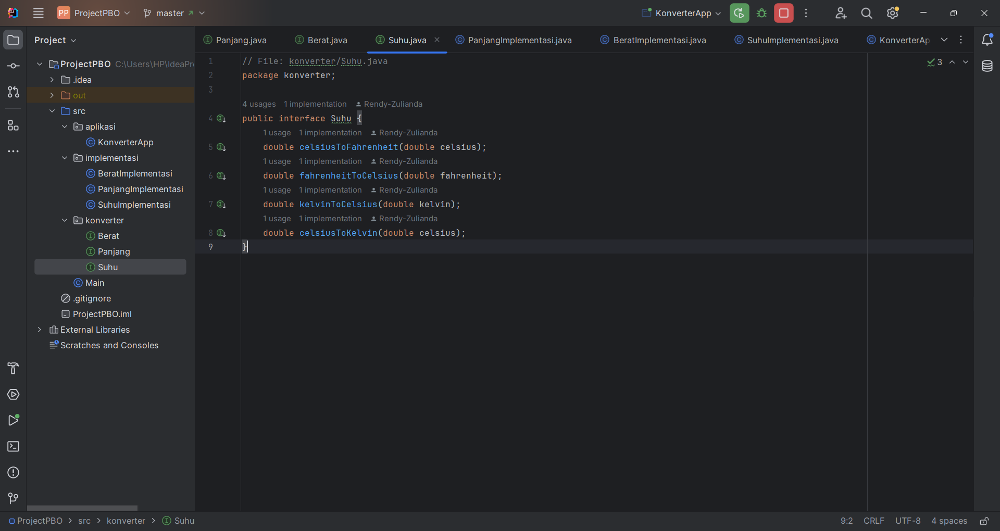 PP ProjectPBO master KonverterApp
Project
Panjang.java Berat.java Suhu.java PanjangImplementasi.java BeratImplementasi.java SuhuImplementasi.java KonverterAp
ProjectPBO C:\Users\HP\IdeaPr
.idea
out
src
aplikasi
KonverterApp
implementasi
BeratImplementasi
PanjangImplementasi
SuhuImplementasi
konverter
Berat
Panjang
Suhu
Main
.gitignore
ProjectPBO.iml
External Libraries
Scratches and Consoles
1 // File: konverter/Suhu.java
3
2 package konverter;
3
4 usages 1 implementation Rendy-Zulianda
4 public interface Suhu {
1 usage 1 implementation Rendy-Zulianda
5 double celsiusToFahrenheit(double celsius);
1 usage 1 implementation Rendy-Zulianda
6 double fahrenheitToCelsius(double fahrenheit);
1 usage 1 implementation Rendy-Zulianda
7 double kelvinToCelsius(double kelvin);
1 usage 1 implementation Rendy-Zulianda
8 double celsiusToKelvin(double celsius);
9 }
ProjectPBO > src > konverter > Suhu
9:2 CRLF UTF-8 4 spaces